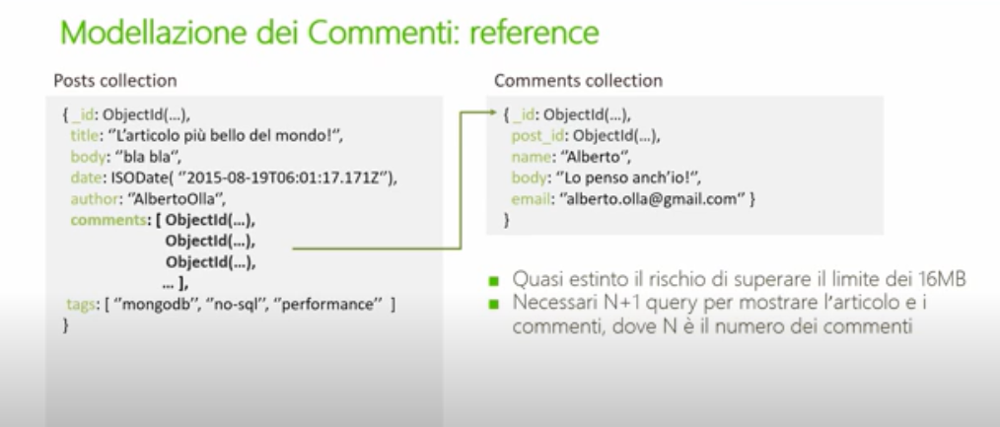 Modellazione dei Commenti: reference
Posts collection
{ _id: ObjectId(...),
title: “L’articolo più bello del mondo!“,
body: “bla bla“,
date: ISODate( “2015-08-19T06:01:17.171Z“),
author: “AlbertoOlla“,
comments: [ ObjectId(...),
ObjectId(...),
ObjectId(...),
... ],
tags: [ “mongodb“, “no-sql“, “performance“ ]
}
Comments collection
{ _id: ObjectId(...),
post_id: ObjectId(...),
name: “Alberto“,
body: “Lo penso anch’io!“,
email: “alberto.olla@gmail.com“ }
}
■ Quasi estinto il rischio di superare il limite dei 16MB
■ Necessari N+1 query per mostrare l’articolo e i
commenti, dove N è il numero dei commenti